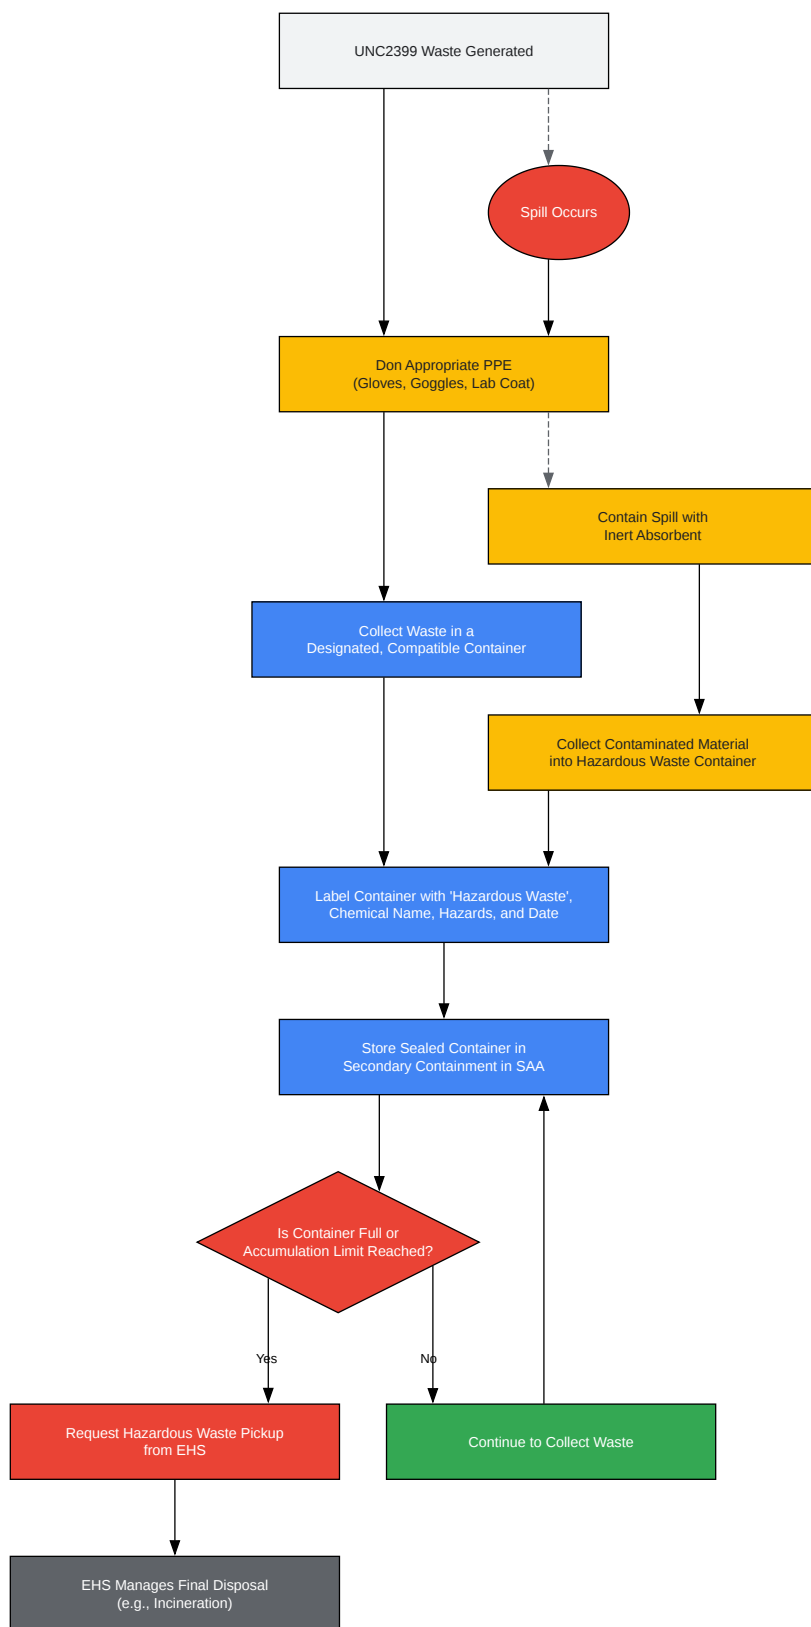 UNC2399 Waste Generated
Spill Occurs
Don Appropriate PPE
(Gloves, Goggles, Lab Coat)
Contain Spill with
Inert Absorbent
Collect Waste in a
Designated, Compatible Container
Collect Contaminated Material
into Hazardous Waste Container
Label Container with 'Hazardous Waste',
Chemical Name, Hazards, and Date
Store Sealed Container in
Secondary Containment in SAA
Is Container Full or
Accumulation Limit Reached?
Yes
No
Request Hazardous Waste Pickup
from EHS
Continue to Collect Waste
EHS Manages Final Disposal
(e.g., Incineration)